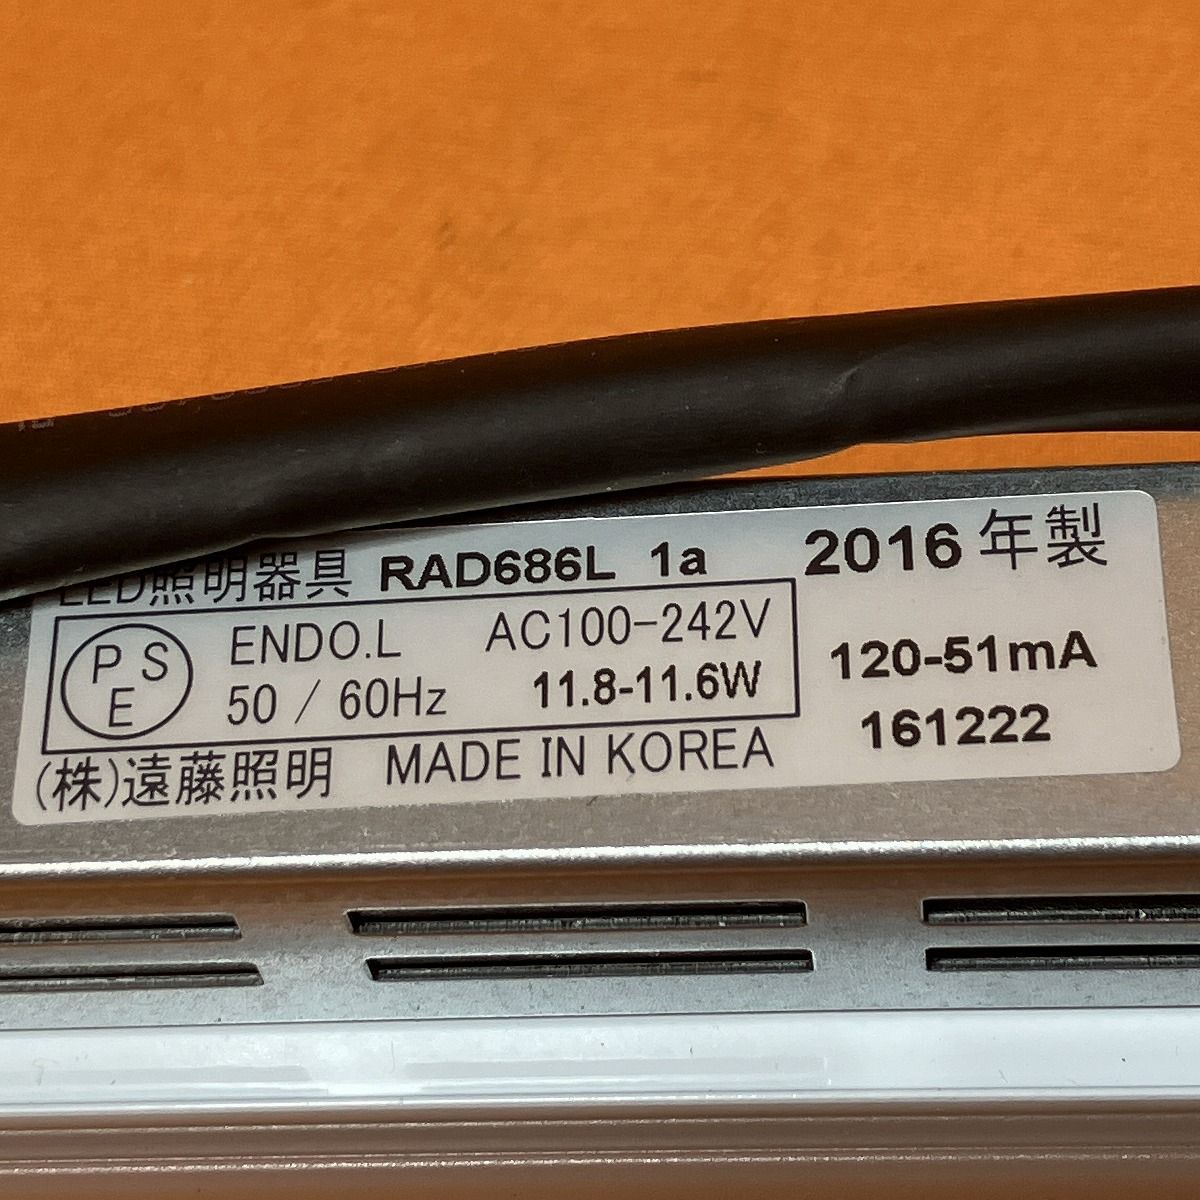 LED照明器具 RAD686L 1a 2016年製
PSE ENDO.L AC100-242V
50 / 60Hz 11.8-11.6W 120-51mA
161222
(株)遠藤照明 MADE IN KOREA